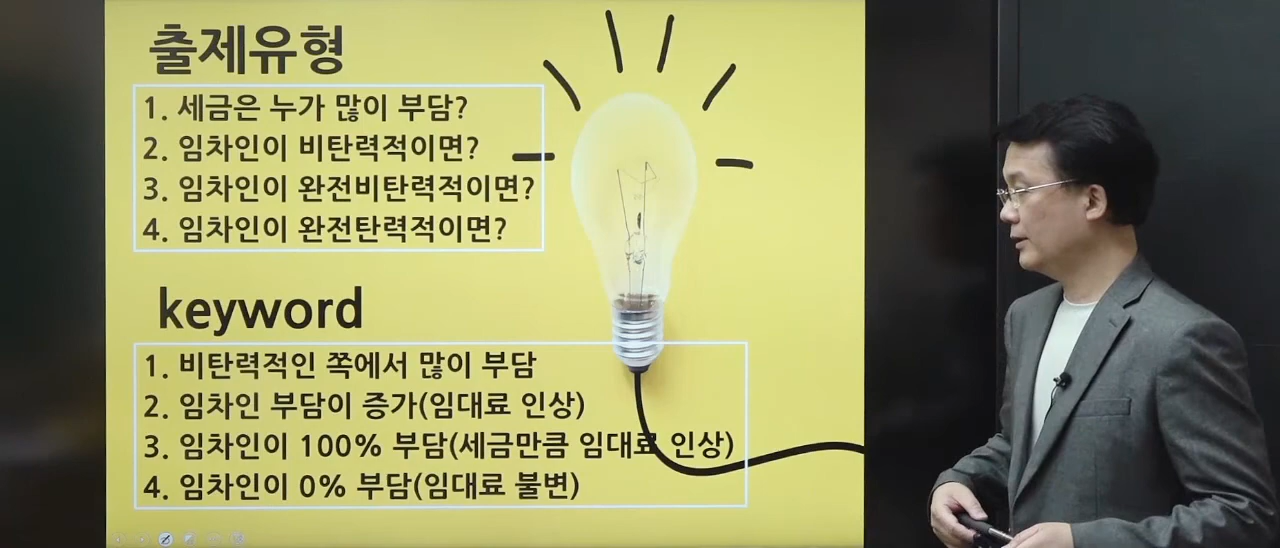 출제유형
1. 세금은 누가 많이 부담?
2. 임차인이 비탄력적이면?
3. 임차인이 완전비탄력적이면?
4. 임차인이 완전탄력적이면?
keyword
1. 비탄력적인 쪽에서 많이 부담
2. 임차인 부담이 증가(임대료 인상)
3. 임차인이 100% 부담(세금만큼 임대료 인상)
4. 임차인이 0% 부담(임대료 불변)